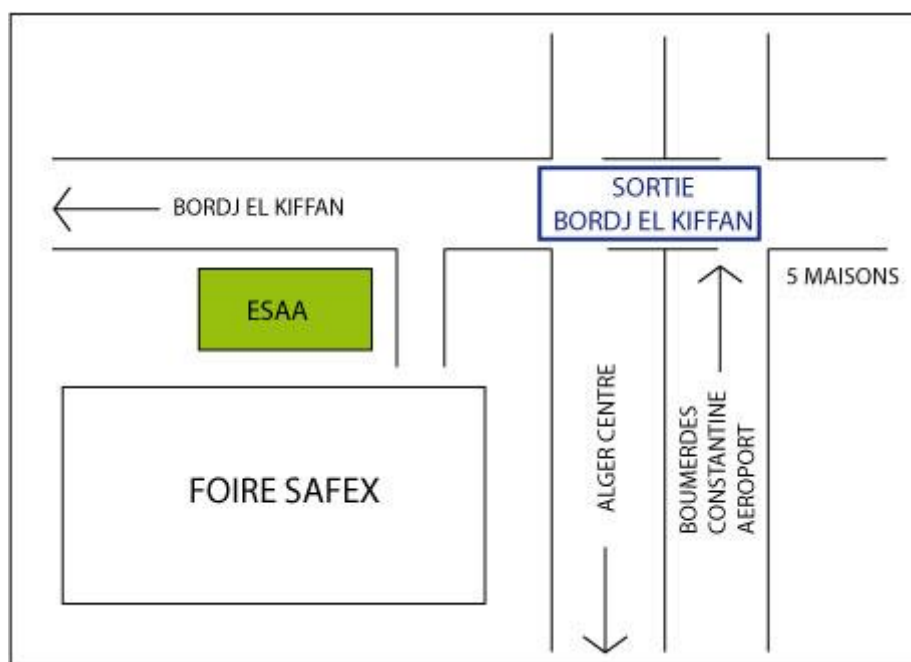 SORTIE
BORDJ EL KIFFAN
BORDJ EL KIFFAN
5 MAISONS
ESAA
FOIRE SAFEX
ALGER CENTRE
BOUMERDES
CONSTANTINE
AEROPORT